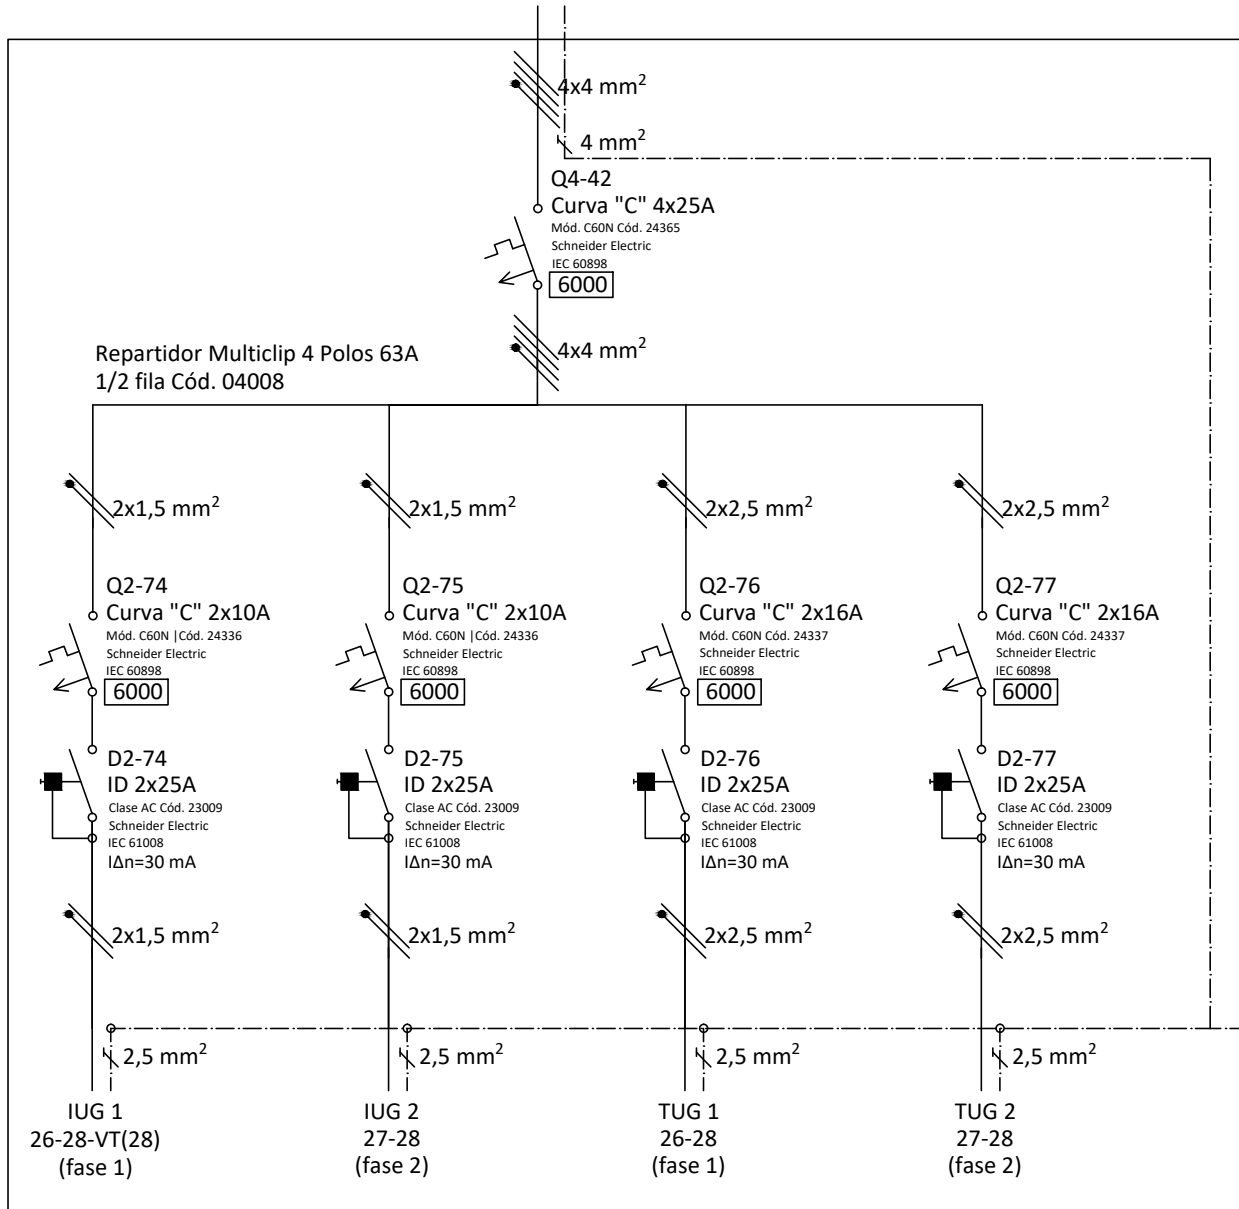 4x4 mm²
4 mm²
Q4-42
Curva "C" 4x25A
Mód. C60N Cód. 24365
Schneider Electric
IEC 60898
6000
4x4 mm²
Repartidor Multiclip 4 Polos 63A
1/2 fila Cód. 04008
2x1,5 mm²
2x1,5 mm²
2x2,5 mm²
2x2,5 mm²
Q2-74
Curva "C" 2x10A
Mód. C60N |Cód. 24336
Schneider Electric
IEC 60898
6000
Q2-75
Curva "C" 2x10A
Mód. C60N |Cód. 24336
Schneider Electric
IEC 60898
6000
Q2-76
Curva "C" 2x16A
Mód. C60N Cód. 24337
Schneider Electric
IEC 60898
6000
Q2-77
Curva "C" 2x16A
Mód. C60N Cód. 24337
Schneider Electric
IEC 60898
6000
D2-74
ID 2x25A
Clase AC Cód. 23009
Schneider Electric
IEC 61008
IΔn=30 mA
D2-75
ID 2x25A
Clase AC Cód. 23009
Schneider Electric
IEC 61008
IΔn=30 mA
D2-76
ID 2x25A
Clase AC Cód. 23009
Schneider Electric
IEC 61008
IΔn=30 mA
D2-77
ID 2x25A
Clase AC Cód. 23009
Schneider Electric
IEC 61008
IΔn=30 mA
2x1,5 mm²
2x1,5 mm²
2x2,5 mm²
2x2,5 mm²
2,5 mm²
2,5 mm²
2,5 mm²
2,5 mm²
IUG 1
26-28-VT(28)
(fase 1)
IUG 2
27-28
(fase 2)
TUG 1
26-28
(fase 1)
TUG 2
27-28
(fase 2)